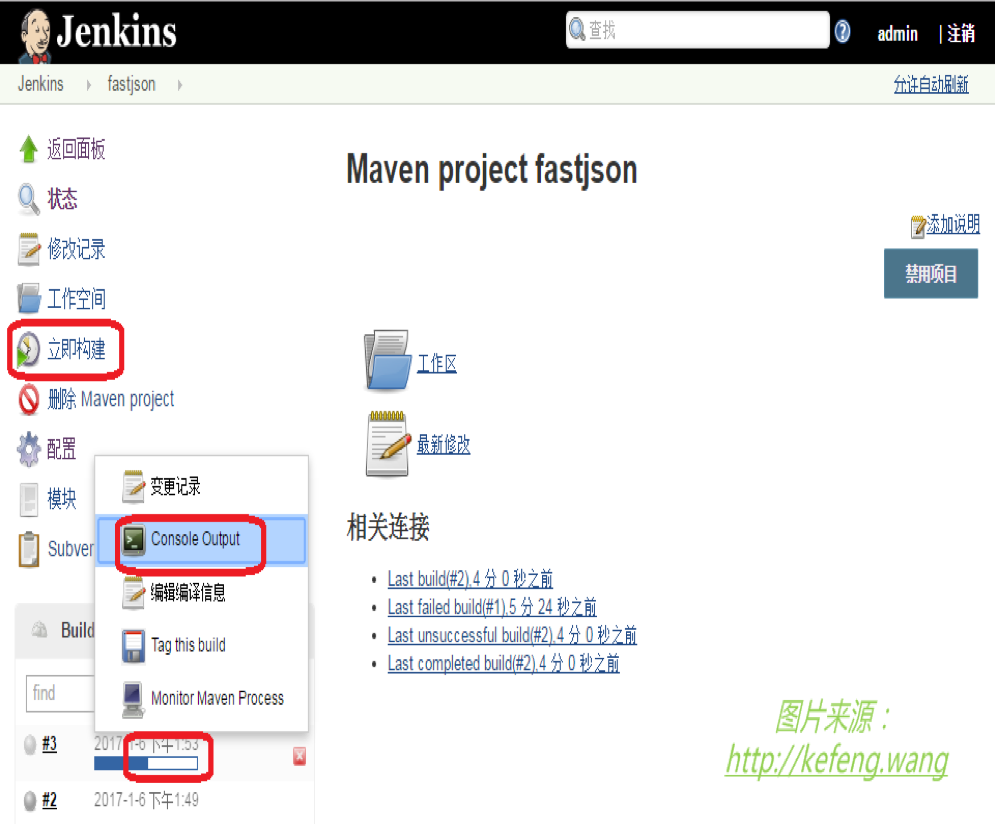 Jenkins
查找
admin
| 注销
Jenkins
fastjson
允许自动刷新
返回面板
状态
修改记录
工作空间
立即构建
删除 Maven project
配置
模块
Subver
Maven project fastjson
添加说明
禁用项目
工作区
最新修改
相关连接
Last build(#2),4 分 0 秒之前
Last failed build(#1),5 分 24 秒之前
Last unsuccessful build(#2),4 分 0 秒之前
Last completed build(#2),4 分 0 秒之前
变更记录
Console Output
编辑编译信息
Tag this build
Monitor Maven Process
Build
find
#3 2017-1-6 下午1:53
#2 2017-1-6 下午1:49
图片来源：
http://kefeng.wang